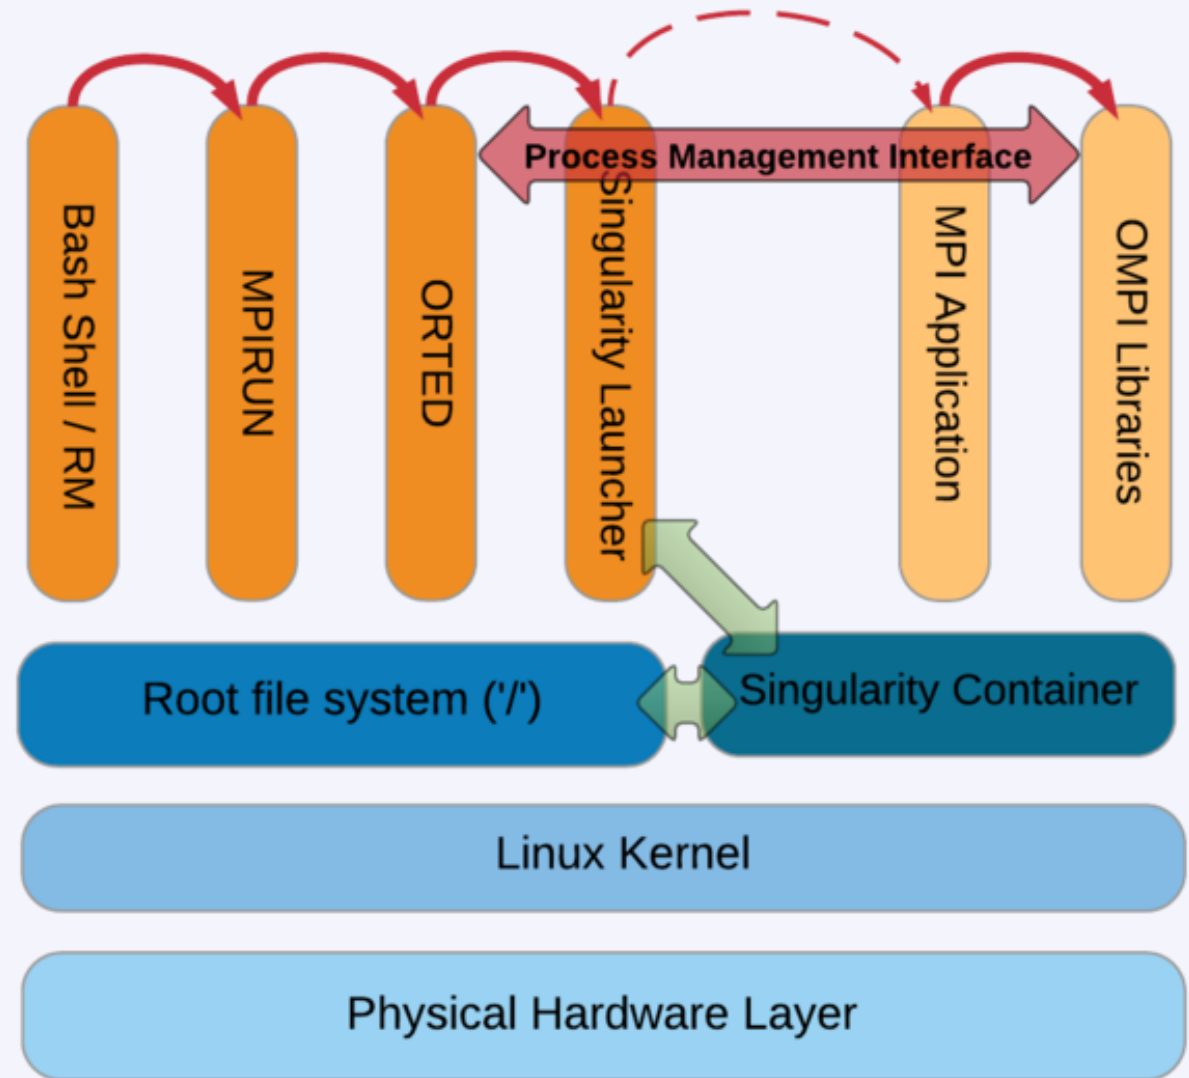 Process Management Interface
Bash Shell / RM
MPIRUN
ORTED
Singularity Launcher
MPI Application
OMPI Libraries
Root file system ('/')
Singularity Container
Linux Kernel
Physical Hardware Layer